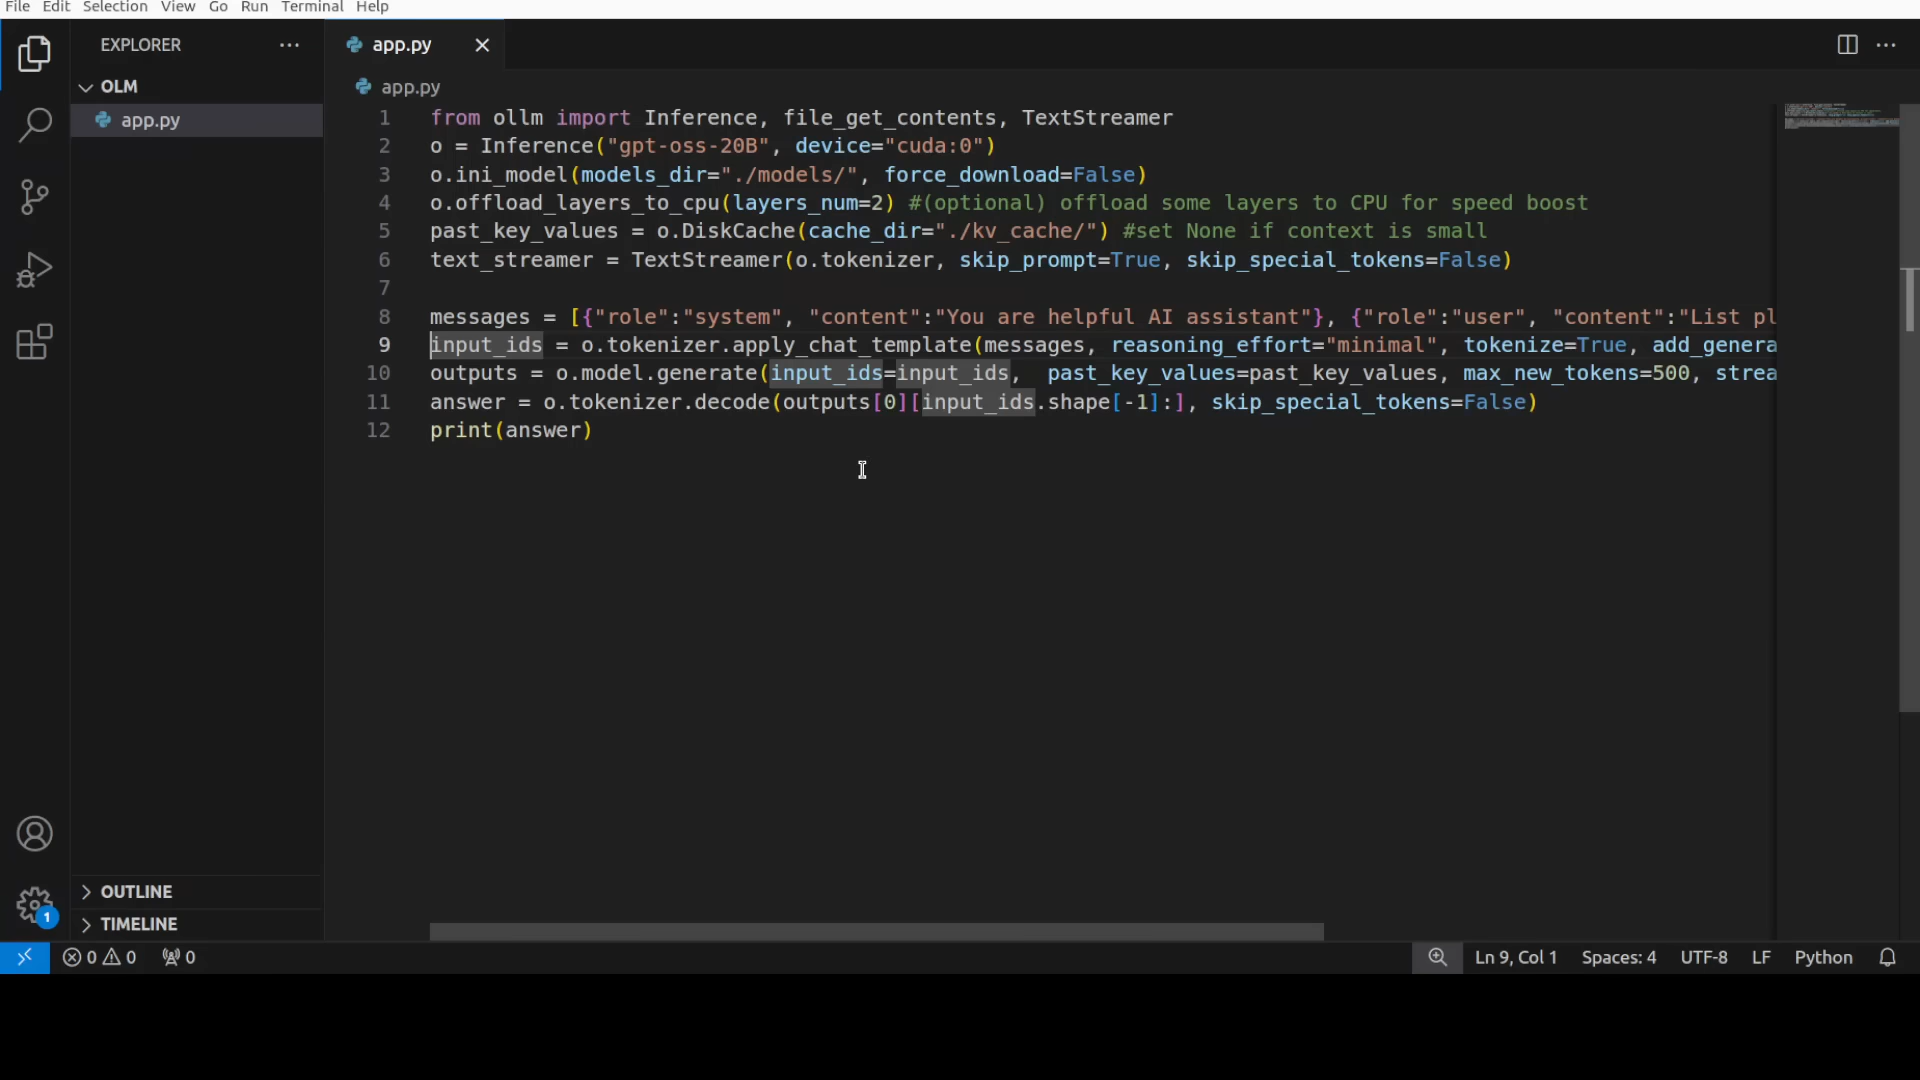 File Edit Selection View Go Run Terminal Help
EXPLORER
app.py
OLM
app.py
app.py
1 from ollm import Inference, file_get_contents, TextStreamer
2 o = Inference("gpt-oss-20B", device="cuda:0")
3 o.ini_model(models_dir="./models/", force_download=False)
4 o.offload_layers_to_cpu(layers_num=2) #(optional) offload some layers to CPU for speed boost
5 past_key_values = o.DiskCache(cache_dir="./kv_cache/") #set None if context is small
6 text_streamer = TextStreamer(o.tokenizer, skip_prompt=True, skip_special_tokens=False)
7
8 messages = [{"role":"system", "content":"You are helpful AI assistant"}, {"role":"user", "content":"List pl
9 input_ids = o.tokenizer.apply_chat_template(messages, reasoning_effort="minimal", tokenize=True, add_genera
10 outputs = o.model.generate(input_ids=input_ids,  past_key_values=past_key_values, max_new_tokens=500, strea
11 answer = o.tokenizer.decode(outputs[0][input_ids.shape[-1]:], skip_special_tokens=False)
12 print(answer)
OUTLINE
1
TIMELINE
0 0 0 Ln 9, Col 1 Spaces: 4 UTF-8 LF Python